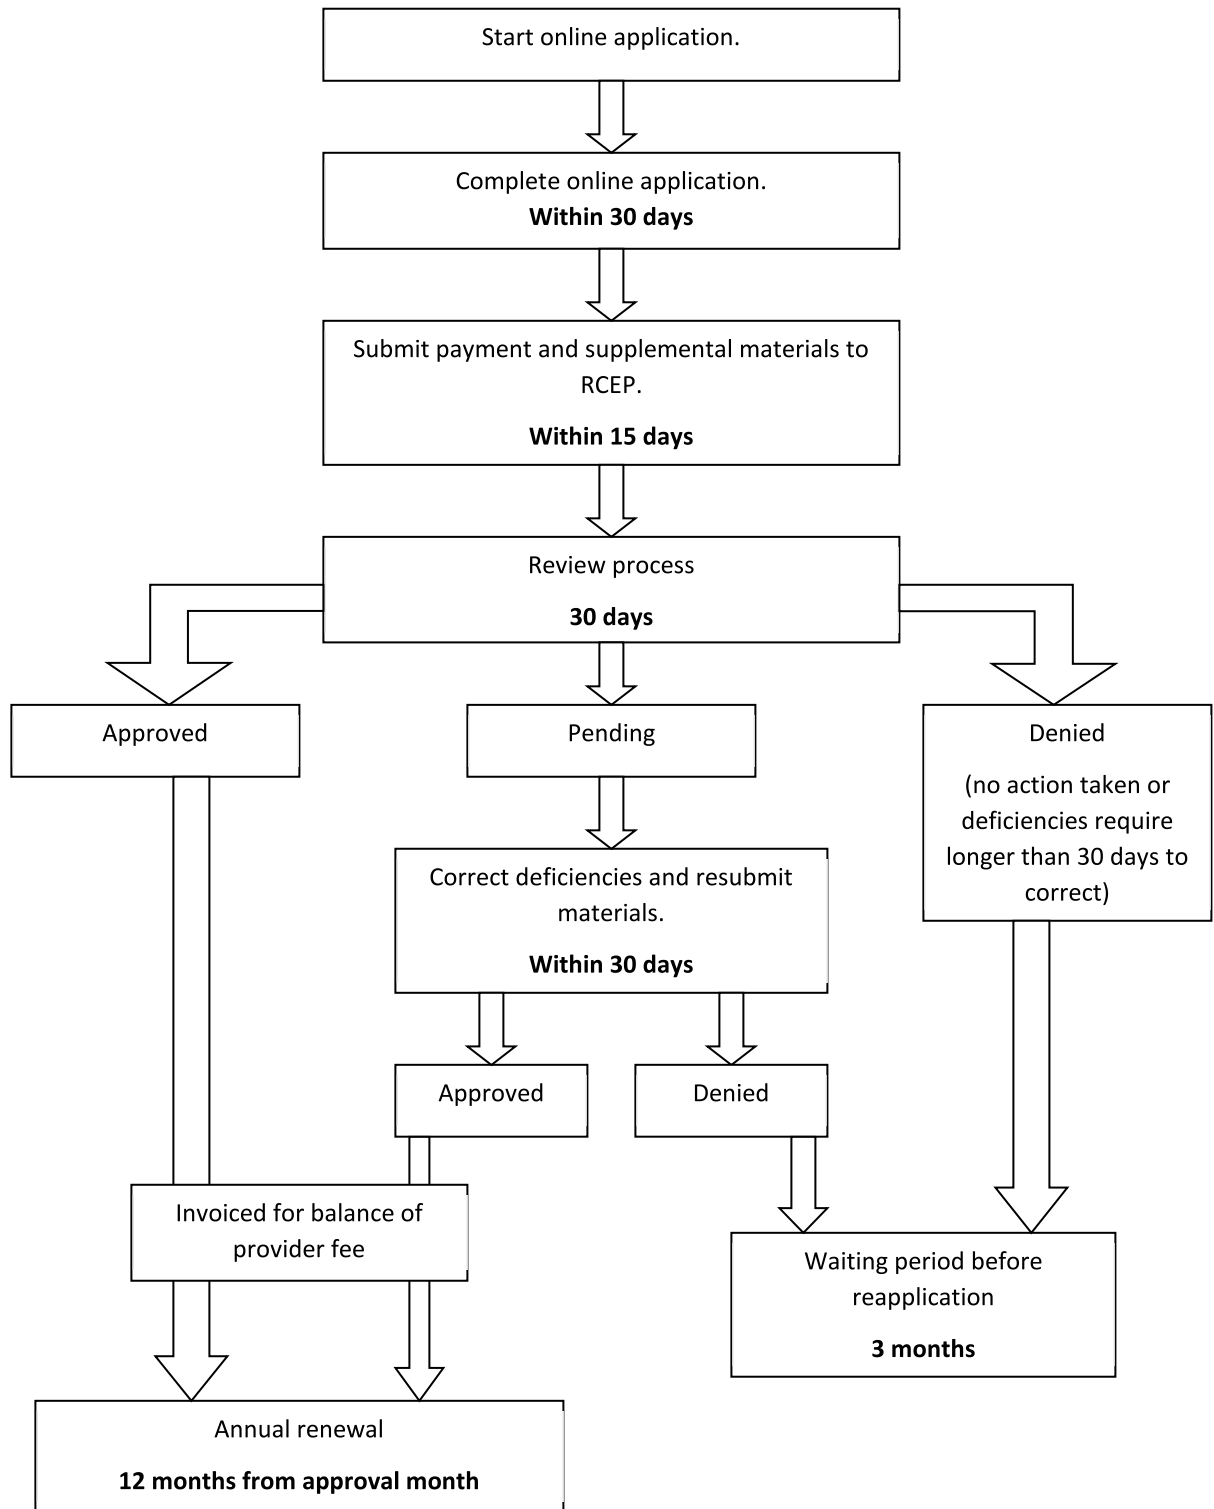 Start online application.
Complete online application.
Within 30 days
Submit payment and supplemental materials to
RCEP.
Within 15 days
Review process
30 days
Approved
Pending
Denied
(no action taken or
deficiencies require
longer than 30 days to
correct)
Correct deficiencies and resubmit
materials.
Within 30 days
Approved
Denied
Invoiced for balance of
provider fee
Waiting period before
reapplication
3 months
Annual renewal
12 months from approval month